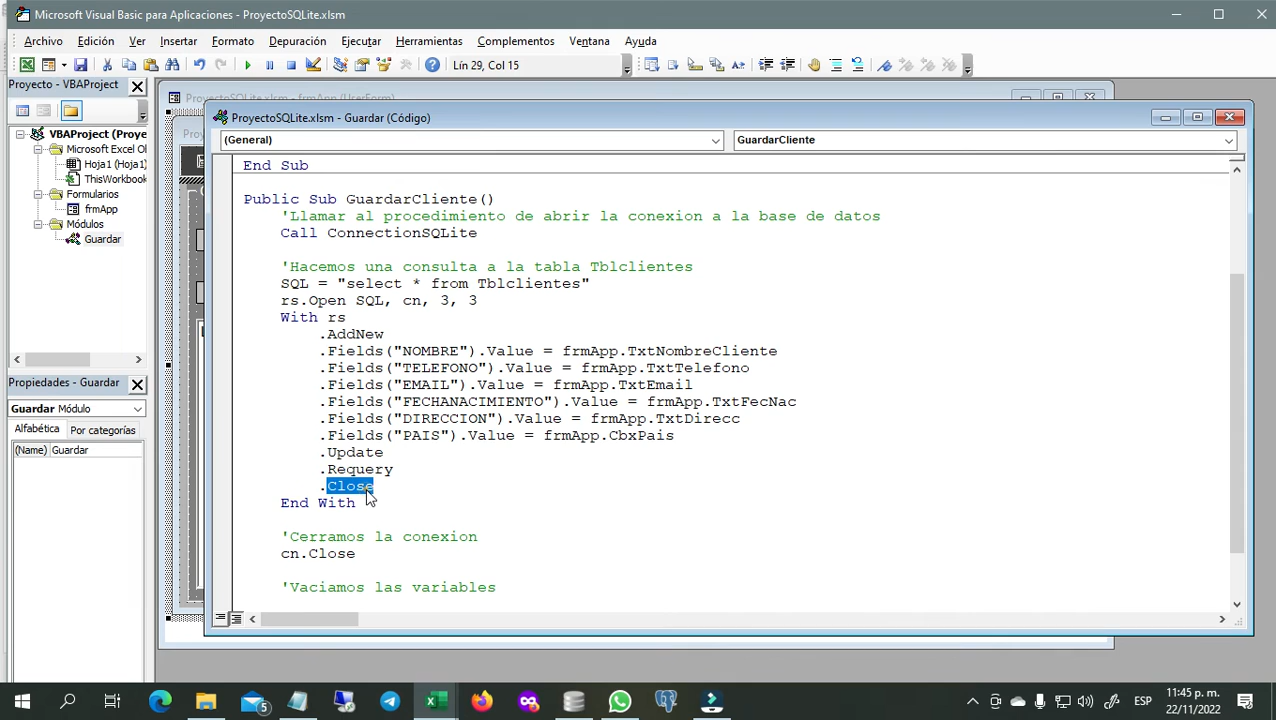 Microsoft Visual Basic para Aplicaciones - ProyectoSQLite.xlsm
Archivo Edición Ver Insertar Formato Depuración Ejecutar Herramientas Complementos Ventana Ayuda
Lín 29, Col 15
Proyecto - VBAProject
VBAProject (Proye
Microsoft Excel Ob
Hoja1 (Hoja1)
ThisWorkbook
Formularios
frmApp
Módulos
Guardar
Propiedades - Guardar
Guardar Módulo
Alfabética Por categorías
(Name) Guardar
ProyectoSQLite.xlsm - frmApp (UserForm)
ProyectoSQLite.xlsm - Guardar (Código)
(General) GuardarCliente
End Sub
Public Sub GuardarCliente()
'Llamar al procedimiento de abrir la conexion a la base de datos
Call ConnectionSQLite
'Hacemos una consulta a la tabla Tblclientes
SQL = "select * from Tblclientes"
rs.Open SQL, cn, 3, 3
With rs
.AddNew
.Fields("NOMBRE").Value = frmApp.TxtNombreCliente
.Fields("TELEFONO").Value = frmApp.TxtTelefono
.Fields("EMAIL").Value = frmApp.TxtEmail
.Fields("FECHANACIMIENTO").Value = frmApp.TxtFecNac
.Fields("DIRECCION").Value = frmApp.TxtDirecc
.Fields("PAIS").Value = frmApp.CbxPais
.Update
.Requery
.Close
End With
'Cerramos la conexion
cn.Close
'Vaciamos las variables
5
ESP
11:45 p. m.
22/11/2022